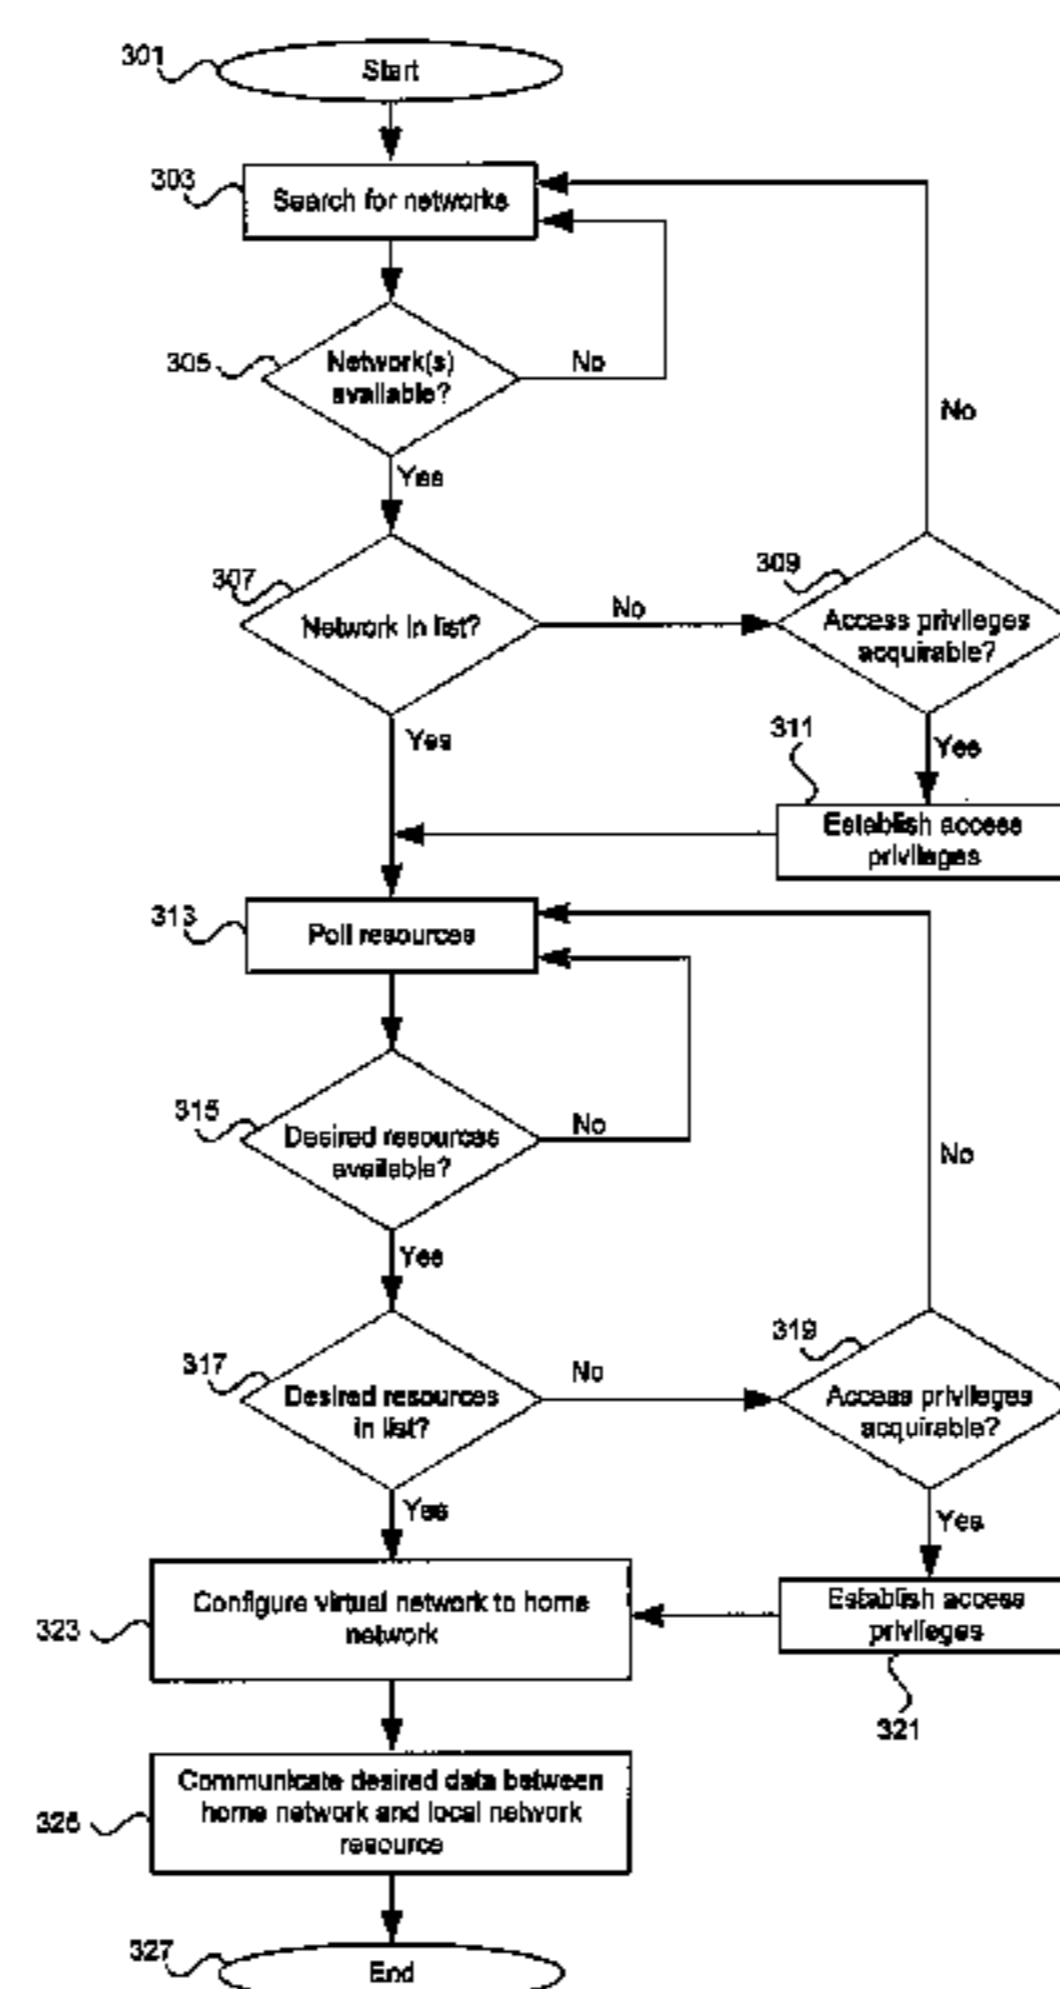 301
Start
303
Search for networks
305
Network(s)
available?
No
Yes
No
307
Network in list?
No
309
Access privileges
acquirable?
Yes
311
Yes
Establish access
privileges
313
Poll resources
315
Desired resources
available?
No
No
Yes
317
Desired resources
in list?
No
319
Access privileges
acquirable?
Yes
Yes
323
Configure virtual network to home
network
Establish access
privileges
321
325
Communicate desired data between
home network and local network
resource
327
End